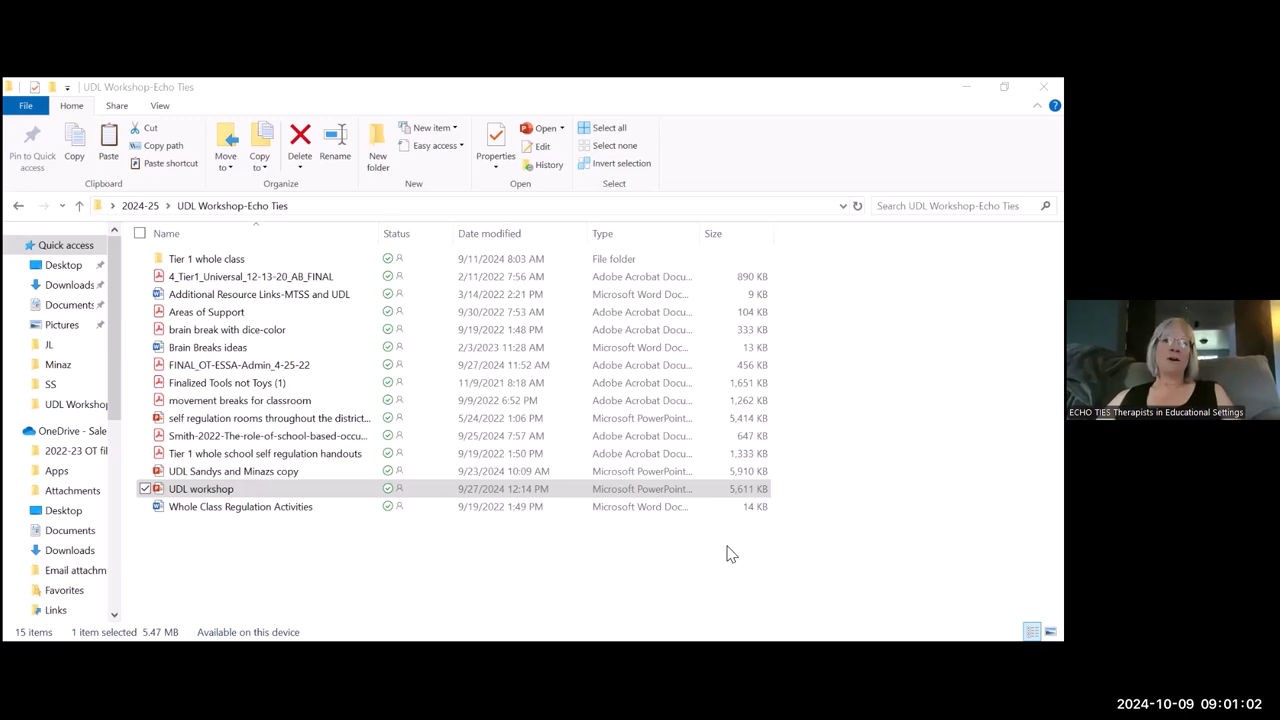 UDL Workshop-Echo Ties
File Home Share View
Pin to Quick access
Copy
Paste
Cut
Copy path
Paste shortcut
Clipboard
Move to
Copy to
Delete
Rename
Organize
New folder
New item
Easy access
New
Properties
Open
Edit
History
Open
Select all
Select none
Invert selection
Select
2024-25 UDL Workshop-Echo Ties
Search UDL Workshop-Echo Ties
Quick access
Desktop
Downloads
Documents
Pictures
JL
Minaz
SS
UDL Workshop
OneDrive - Sale
2022-23 OT fil
Apps
Attachments
Desktop
Documents
Downloads
Email attachm
Favorites
Links
Name Status Date modified Type Size
Tier 1 whole class 9/11/2024 8:03 AM File folder
4_Tier1_Universal_12-13-20_AB_FINAL 2/11/2022 7:56 AM Adobe Acrobat Docu... 890 KB
Additional Resource Links-MTSS and UDL 3/14/2022 2:21 PM Microsoft Word Doc... 9 KB
Areas of Support 9/30/2022 7:53 AM Adobe Acrobat Docu... 104 KB
brain break with dice-color 9/19/2022 1:48 PM Adobe Acrobat Docu... 333 KB
Brain Breaks ideas 2/3/2023 11:28 AM Microsoft Word Doc... 13 KB
FINAL_OT-ESSA-Admin_4-25-22 9/27/2024 11:52 AM Adobe Acrobat Docu... 456 KB
Finalized Tools not Toys (1) 11/9/2021 8:18 AM Adobe Acrobat Docu... 1,651 KB
movement breaks for classroom 9/9/2022 6:52 PM Adobe Acrobat Docu... 1,262 KB
self regulation rooms throughout the district... 5/24/2022 1:06 PM Microsoft PowerPoint... 5,414 KB
Smith-2022-The-role-of-school-based-occu... 9/25/2024 7:57 AM Adobe Acrobat Docu... 647 KB
Tier 1 whole school self regulation handouts 9/19/2022 1:50 PM Adobe Acrobat Docu... 1,333 KB
UDL Sandys and Minazs copy 9/23/2024 10:09 AM Microsoft PowerPoint... 5,910 KB
UDL workshop 9/27/2024 12:14 PM Microsoft PowerPoint... 5,611 KB
Whole Class Regulation Activities 9/19/2022 1:49 PM Microsoft Word Doc... 14 KB
15 items 1 item selected 5.47 MB Available on this device
ECHO TIES Therapists in Educational Settings
2024-10-09 09:01:02